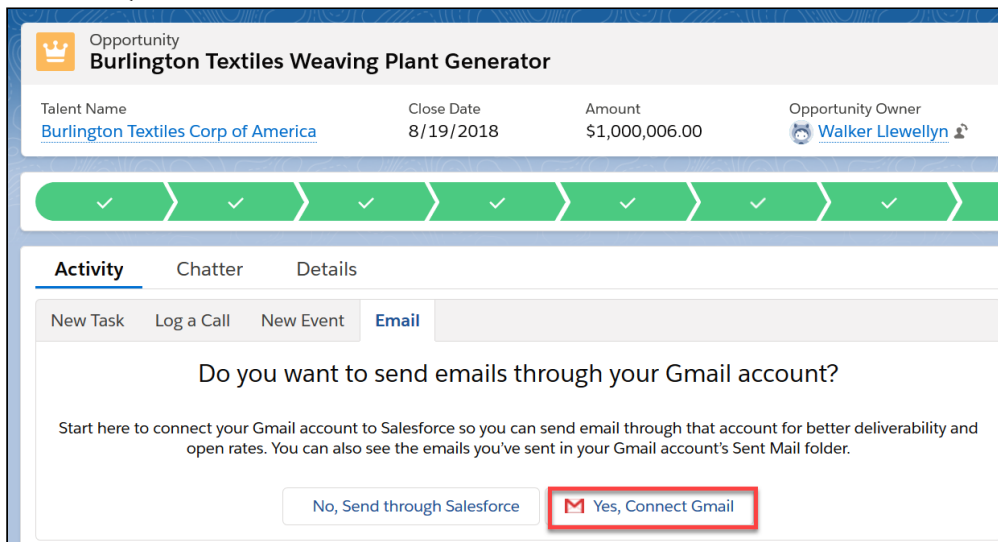 Opportunity
Burlington Textiles Weaving Plant Generator
Talent Name
Close Date
Amount
Opportunity Owner
Burlington Textiles Corp of America
8/19/2018
$1,000,006.00
Walker Llewellyn
Activity
Chatter
Details
New Task
Log a Call
New Event
Email
Do you want to send emails through your Gmail account?
Start here to connect your Gmail account to Salesforce so you can send email through that account for better deliverability and
open rates. You can also see the emails you've sent in your Gmail account's Sent Mail folder.
No, Send through Salesforce
Yes, Connect Gmail